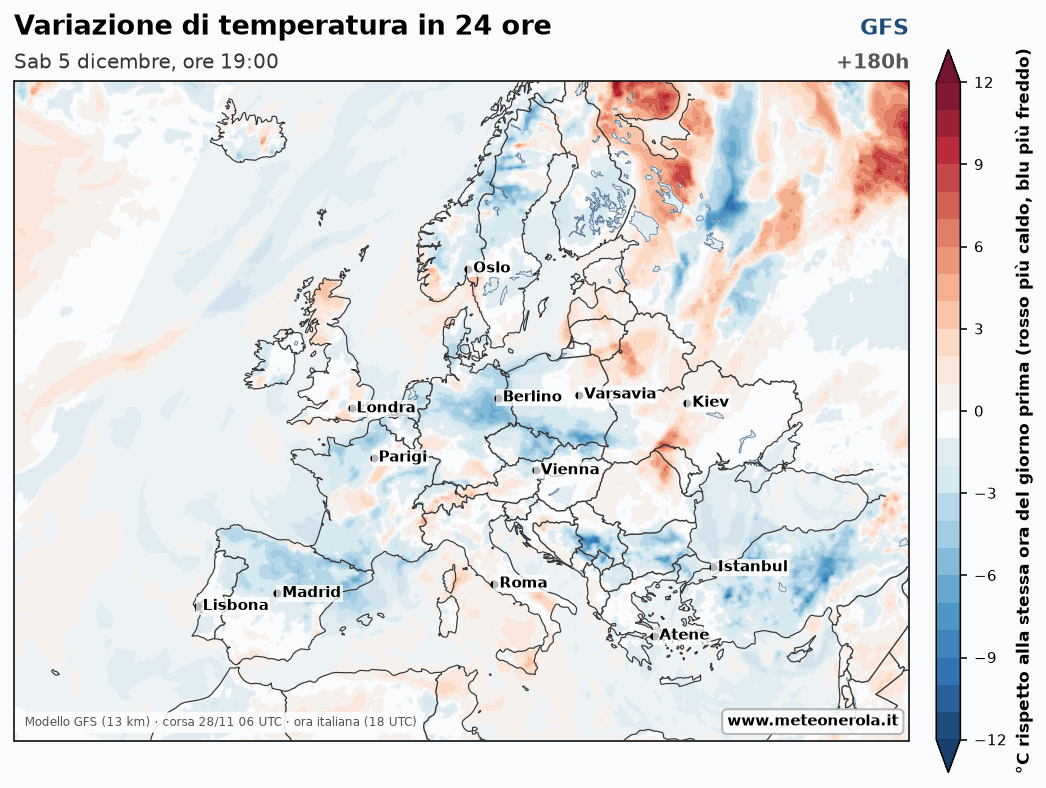 Variazione di temperatura in 24 ore
GFS
Sab 5 dicembre, ore 19:00
+180h
Oslo
Londra
Berlino
Varsavia
Kiev
Parigi
Vienna
Madrid
Lisbona
Roma
Istanbul
Atene
Modello GFS (13 km) · corsa 28/11 06 UTC · ora italiana (18 UTC)
www.meteonerola.it
12
9
6
3
0
−3
−6
−9
−12
°C rispetto alla stessa ora del giorno prima (rosso più caldo, blu più freddo)